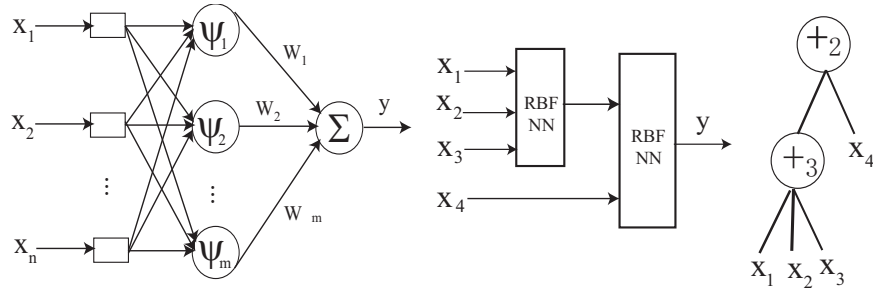 x₁
ψ₁
W₁
x₂
ψ₂
W₂
Σ
y
...
...
xₙ
ψₘ
Wₘ
x₁
x₂
x₃
x₄
RBF
NN
RBF
NN
y
+₂
+₃
x₄
x₁
x₂
x₃